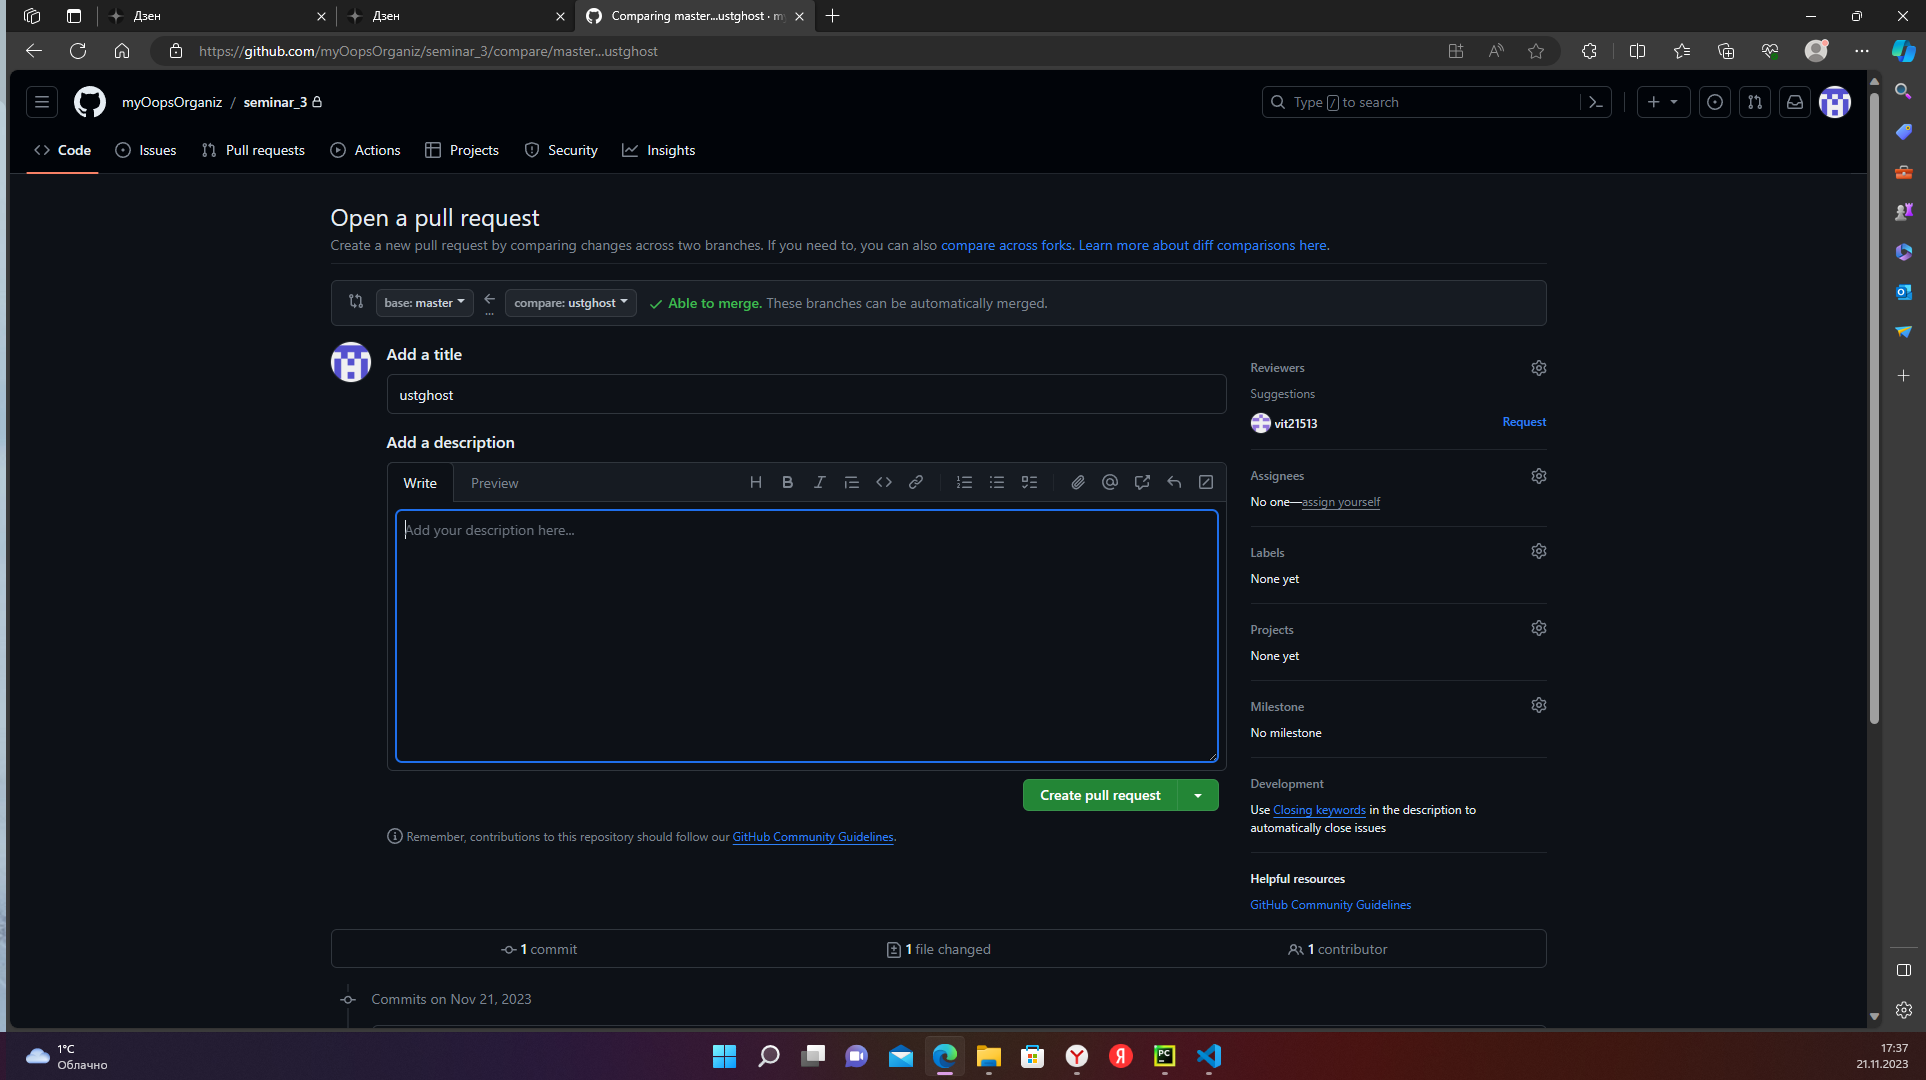 Дзен
Дзен
Comparing master...ustghost · my
https://github.com/myOopsOrganiz/seminar_3/compare/master...ustghost
myOopsOrganiz / seminar_3
Type / to search
Code
Issues
Pull requests
Actions
Projects
Security
Insights
Open a pull request
Create a new pull request by comparing changes across two branches. If you need to, you can also compare across forks. Learn more about diff comparisons here.
base: master
...
compare: ustghost
Able to merge. These branches can be automatically merged.
Add a title
ustghost
Add a description
Write
Preview
Add your description here...
Create pull request
Remember, contributions to this repository should follow our GitHub Community Guidelines.
Reviewers
Suggestions
vit21513
Request
Assignees
No one—assign yourself
Labels
None yet
Projects
None yet
Milestone
No milestone
Development
Use Closing keywords in the description to
automatically close issues
Helpful resources
GitHub Community Guidelines
1 commit
1 file changed
1 contributor
Commits on Nov 21, 2023
1°C
Облачно
17:37
21.11.2023